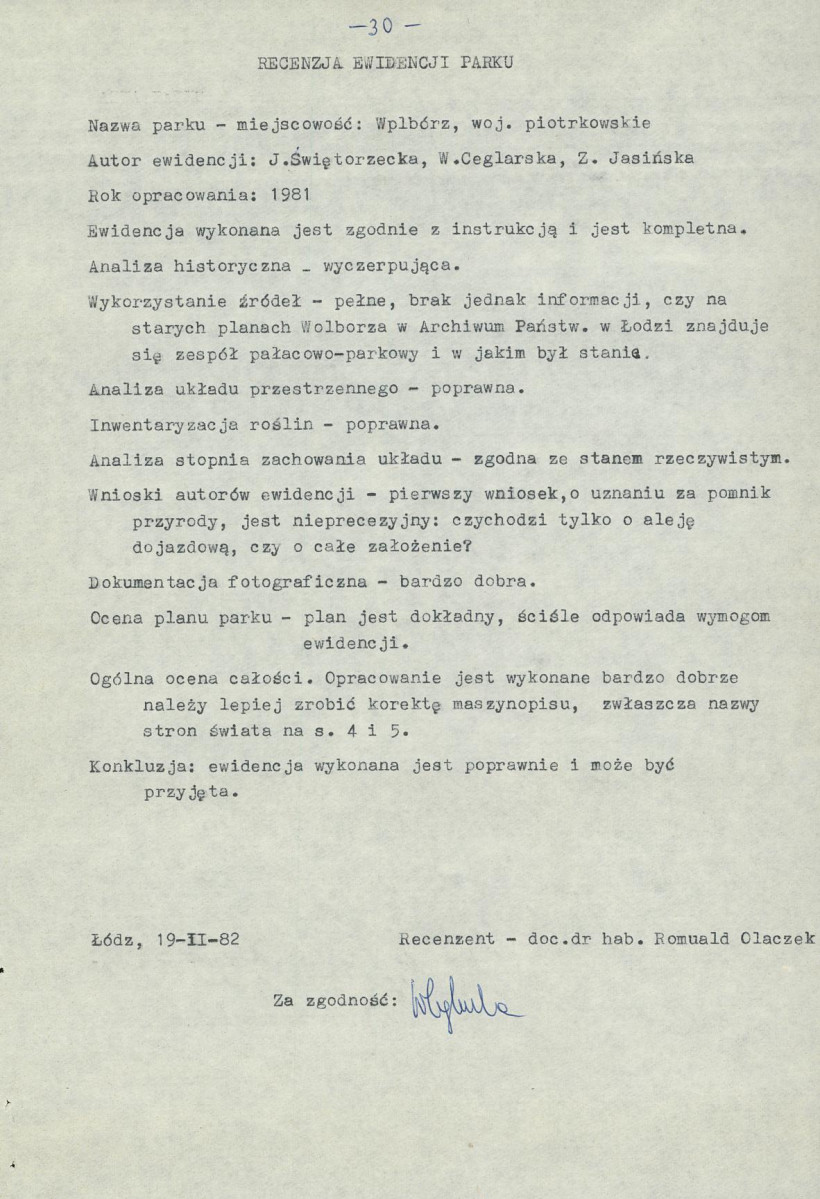 -30-
RECENZJA EWIDENCJI PARKU
Nazwa parku - miejscowość: Wplbórz, woj. piotrkowskie
Autor ewidencji: J.Świętorzecka, W.Ceglarska, Z. Jasińska
Rok opracowania: 1981
Ewidencja wykonana jest zgodnie z instrukcją i jest kompletna.
Analiza historyczna - wyczerpująca.
Wykorzystanie źródeł - pełne, brak jednak informacji, czy na
starych planach Wolborza w Archiwum Państw. w Łodzi znajduje
się zespół pałacowo-parkowy i w jakim był stanie.
Analiza układu przestrzennego - poprawna.
Inwentaryzacja roślin - poprawna.
Analiza stopnia zachowania układu - zgodna ze stanem rzeczywistym.
Wnioski autorów ewidencji - pierwszy wniosek,o uznaniu za pomnik
przyrody, jest nieprecezyjny: czychodzi tylko o aleję
dojazdową, czy o całe założenie?
Dokumentacja fotograficzna - bardzo dobra.
Ocena planu parku - plan jest dokładny, ściśle odpowiada wymogom
ewidencji.
Ogólna ocena całości. Opracowanie jest wykonane bardzo dobrze
należy lepiej zrobić korektę maszynopisu, zwłaszcza nazwy
stron świata na s. 4 i 5.
Konkluzja: ewidencja wykonana jest poprawnie i może być
przyjęta.
Łódz, 19-II-82 Recenzent - doc.dr hab. Romuald Olaczek
Za zgodność: